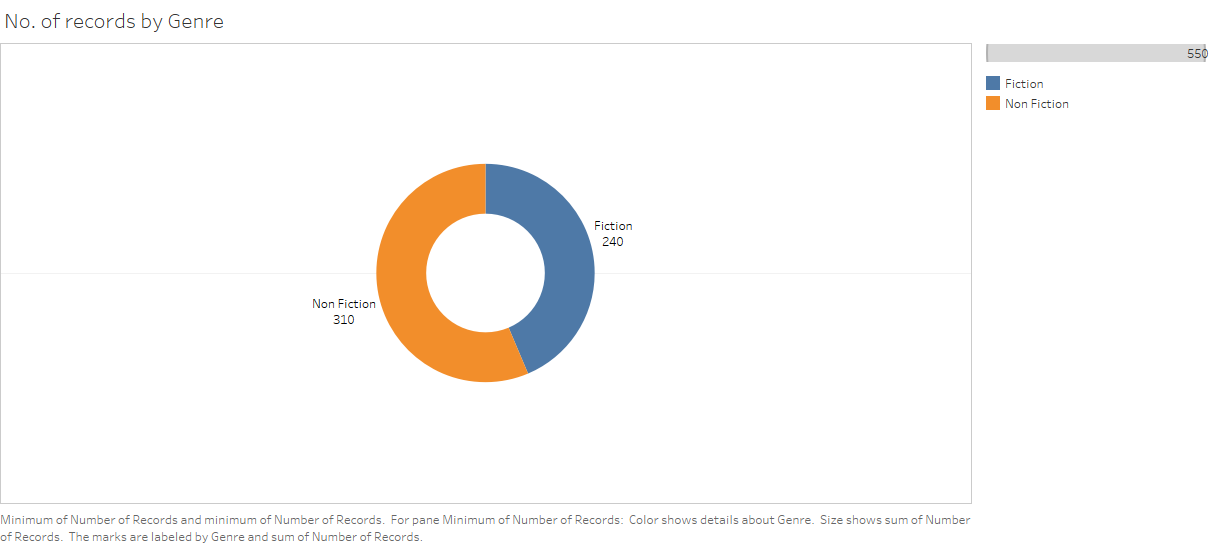 No. of records by Genre
550
Fiction
Non Fiction
Fiction
240
Non Fiction
310
Minimum of Number of Records and minimum of Number of Records.  For pane Minimum of Number of Records:  Color shows details about Genre.  Size shows sum of Number
of Records.  The marks are labeled by Genre and sum of Number of Records.